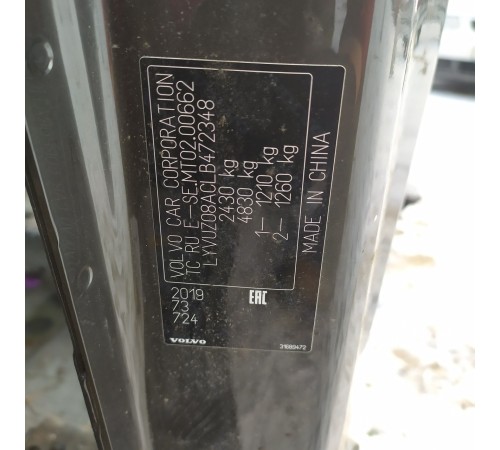 VOLVO CAR CORPORATION
TC RU E-SE.MT02.00662
LYVUZ08ACLB472348
2430 kg
4830 kg
1- 1210 kg
2- 1260 kg
MADE IN CHINA
2019
73
724
EAC
VOLVO
31689472